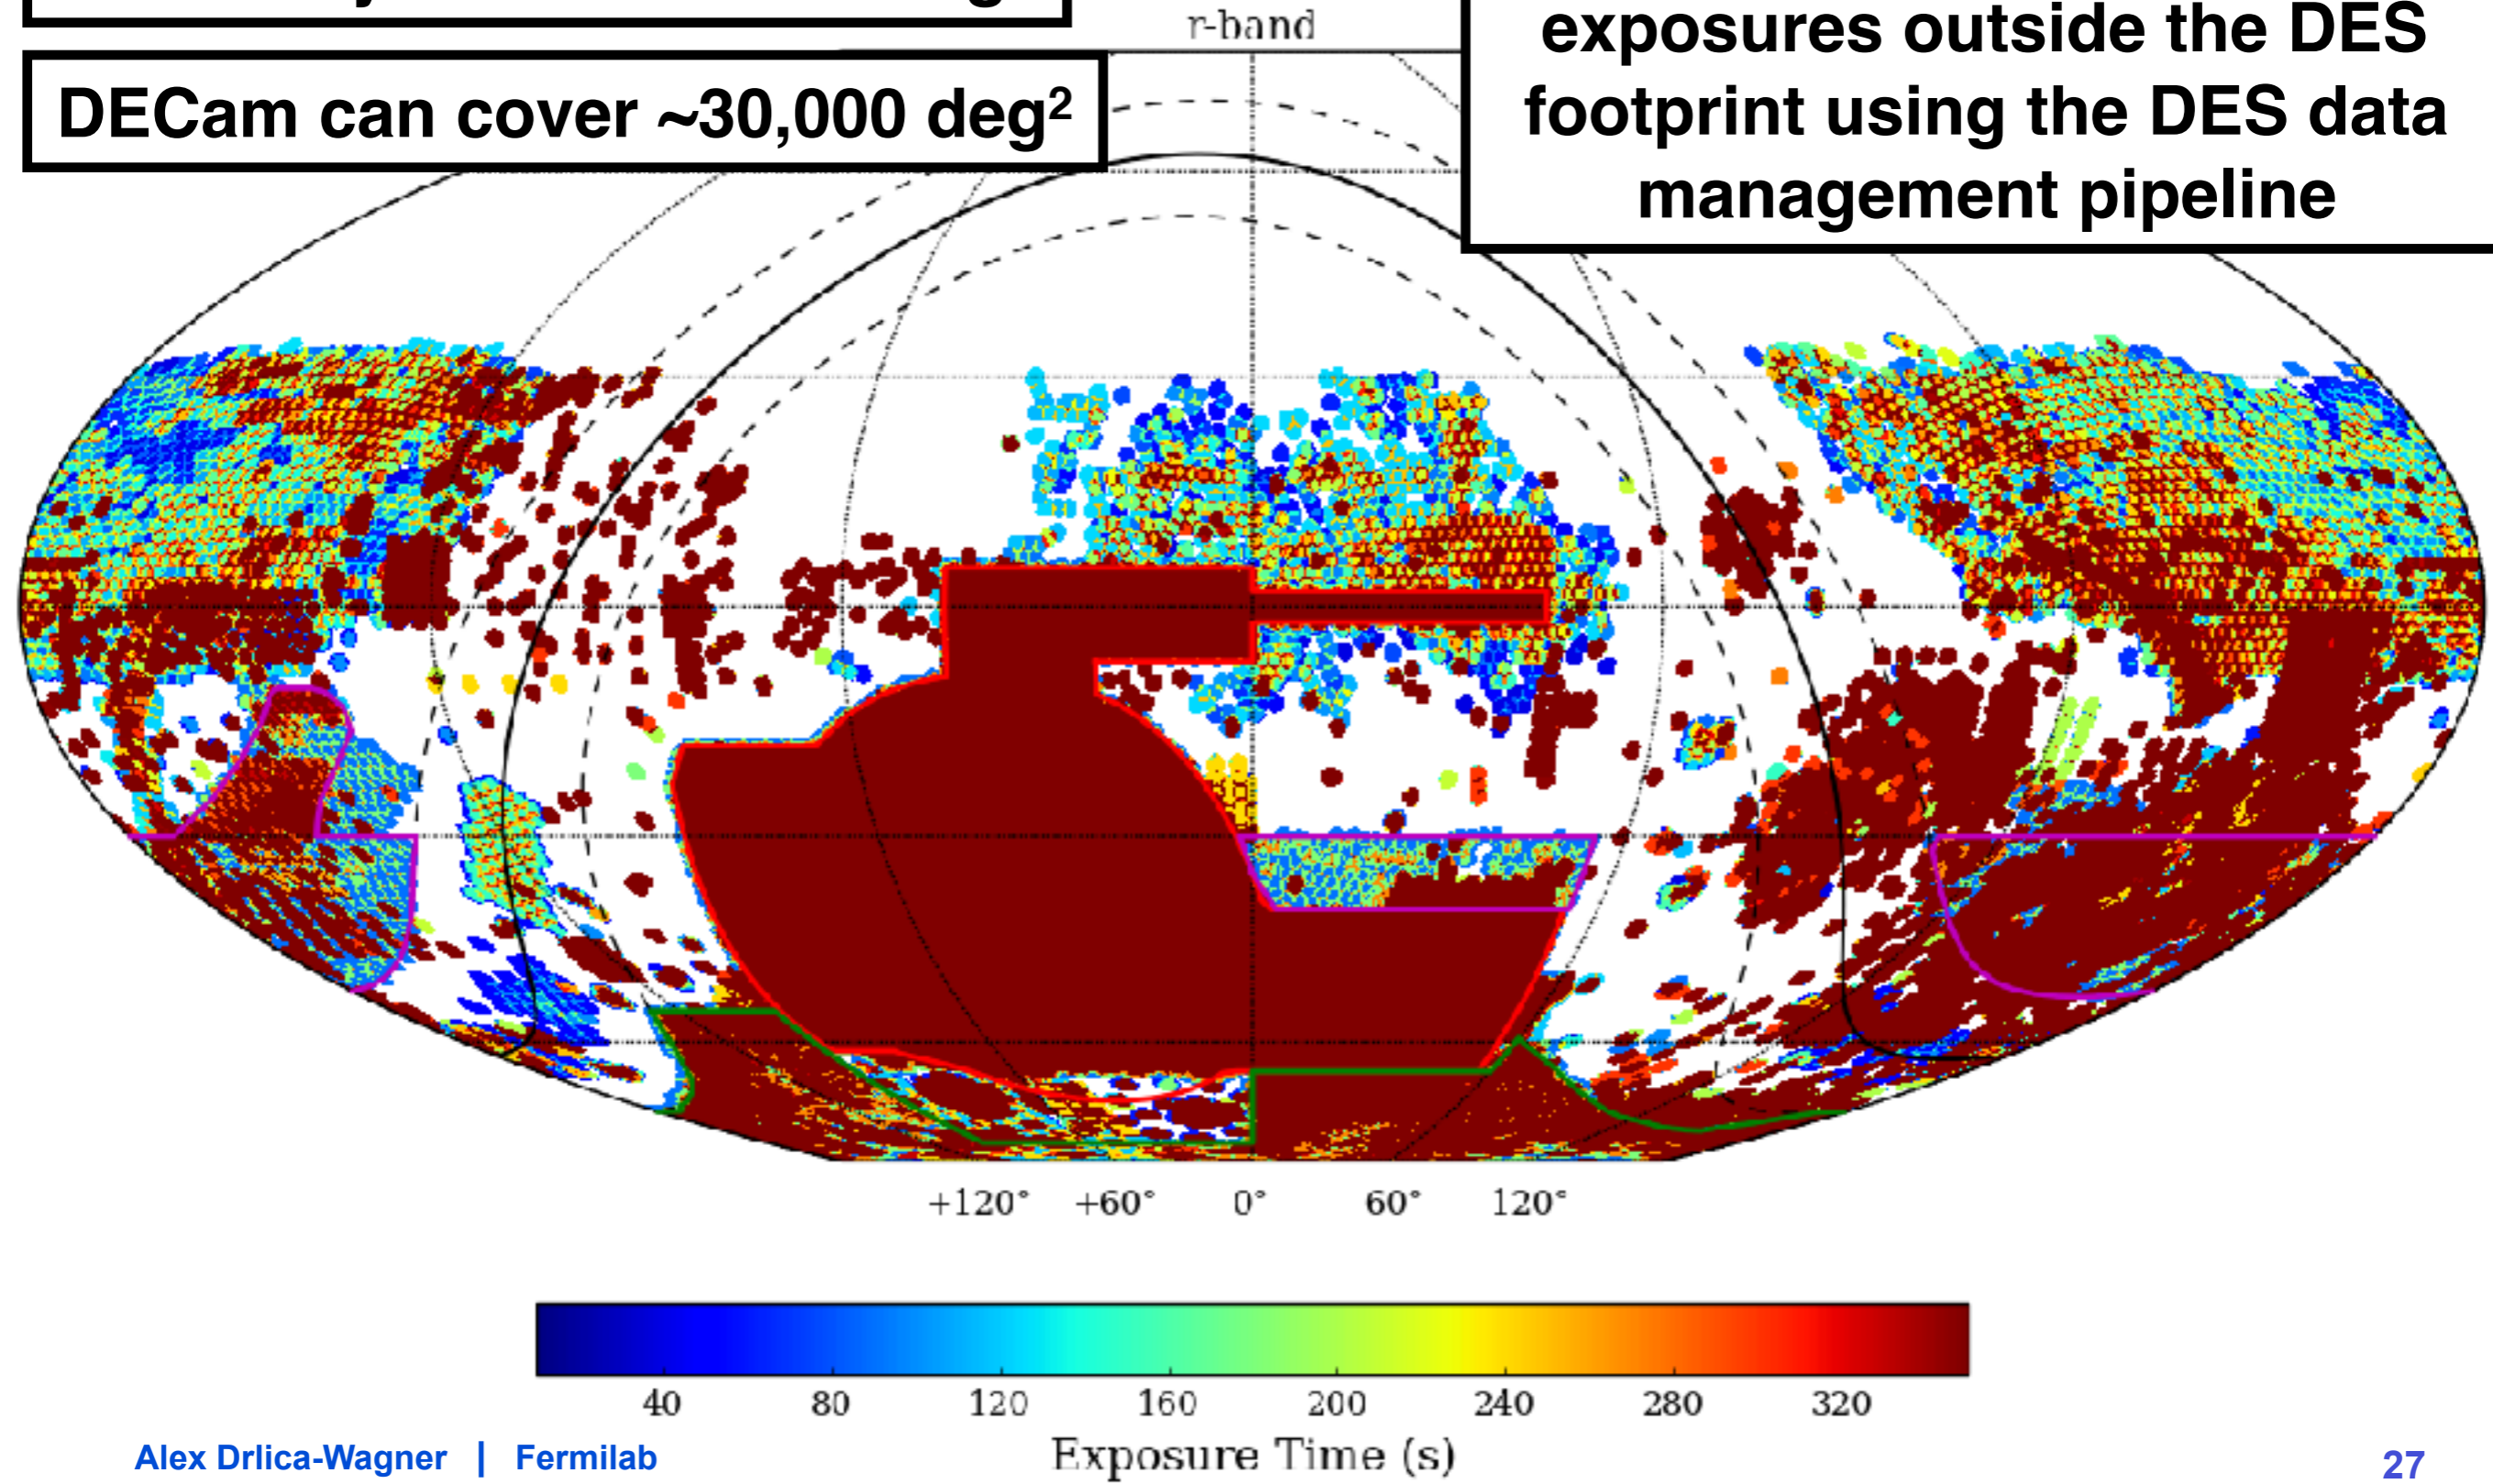 r-band
DECam can cover ~30,000 deg²
exposures outside the DES
footprint using the DES data
management pipeline
+120° +60° 0° 60° 120°
40 80 120 160 200 240 280 320
Exposure Time (s)
Alex Drlica-Wagner | Fermilab
27